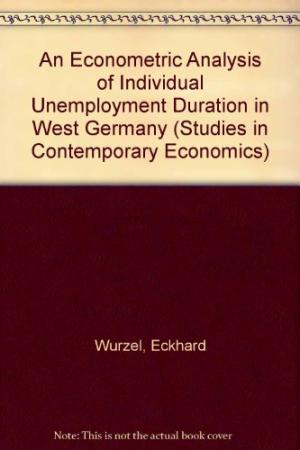 An Econometric Analysis
of Individual
Unemployment Duration in
West Germany (Studies in
Contemporary Economics)
Wurzel, Eckhard
Note: This is not the actual book cover